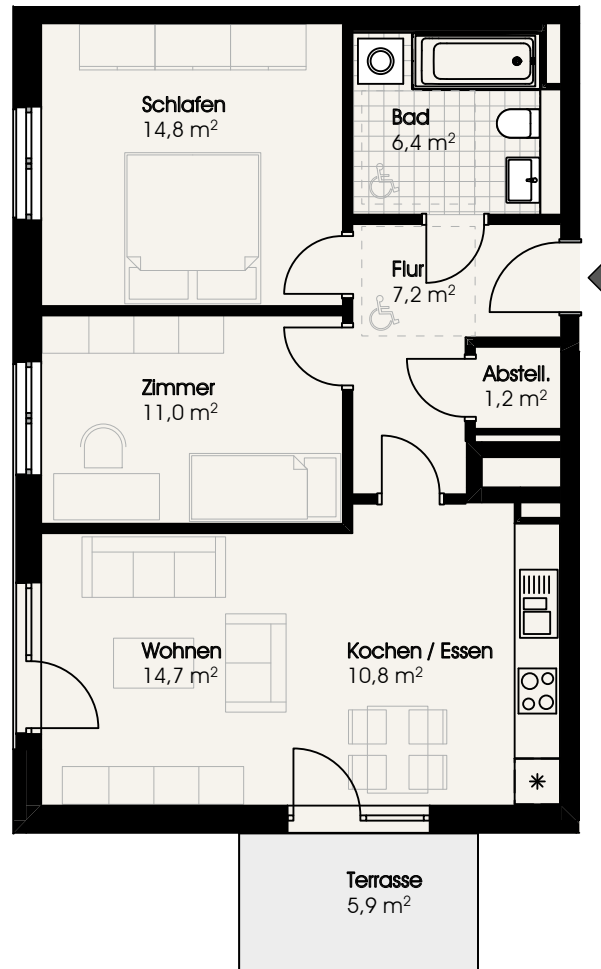 Schlafen
14,8 m²
Bad
6,4 m²
Flur
7,2 m²
Zimmer
11,0 m²
Abstell.
1,2 m²
Wohnen
14,7 m²
Kochen / Essen
10,8 m²
Terrasse
5,9 m²